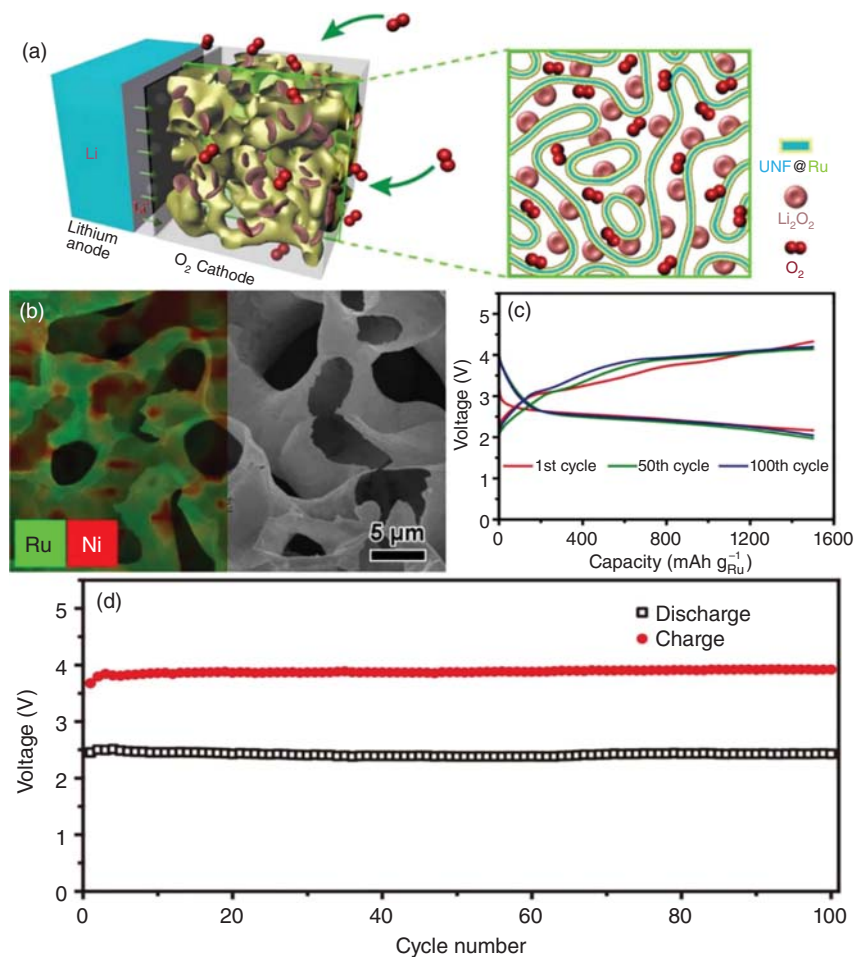 (a)
Li
Li
Lithium
anode
O₂ Cathode
UNF@Ru
Li₂O₂
O₂
(b)
Ru
Ni
5 μm
(c)
Voltage (V)
5
4
3
2
1
0
0
400
800
1200
1600
1st cycle
50th cycle
100th cycle
Capacity (mAh g⁻¹Ru)
(d)
Voltage (V)
5
4
3
2
1
0
Discharge
Charge
0
20
40
60
80
100
Cycle number